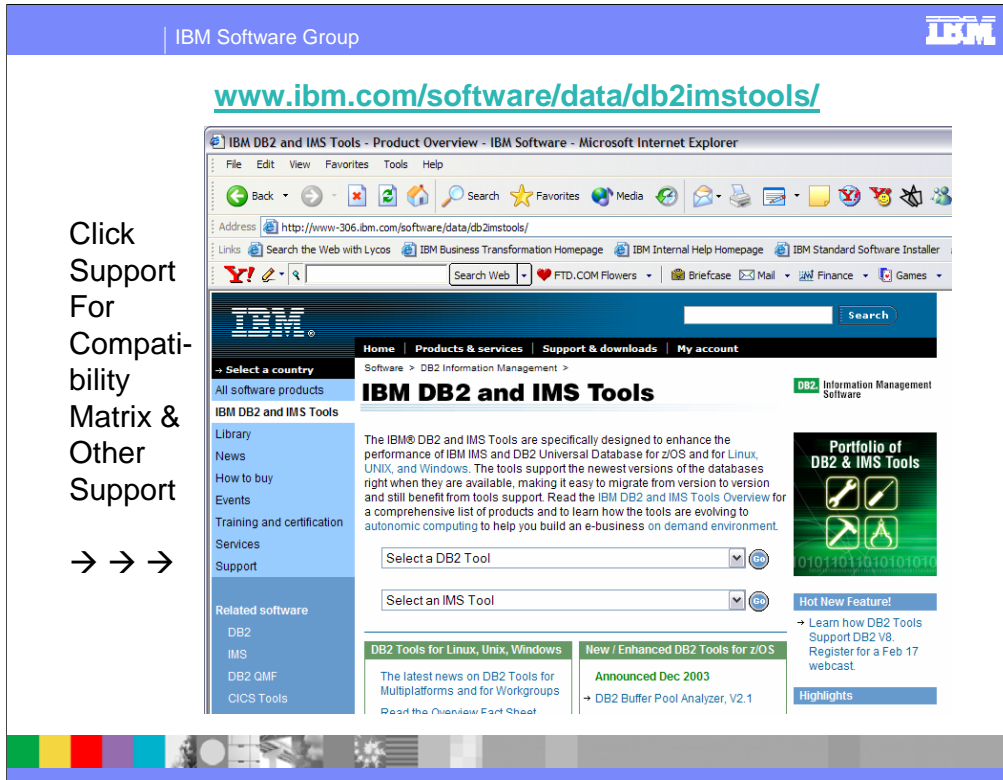 IBM Software Group
IBM
www.ibm.com/software/data/db2imstools/
Click
Support
For
Compati-
bility
Matrix &
Other
Support
→ → →
IBM DB2 and IMS Tools - Product Overview - IBM Software - Microsoft Internet Explorer
File Edit View Favorites Tools Help
Back Search Favorites Media
Address http://www-306.ibm.com/software/data/db2imstools/
Links Search the Web with Lycos IBM Business Transformation Homepage IBM Internal Help Homepage IBM Standard Software Installer
Y! Search Web FTD.COM Flowers Briefcase Mail Finance Games
IBM®
Search
Home | Products & services | Support & downloads | My account
→ Select a country
All software products
IBM DB2 and IMS Tools
Library
News
How to buy
Events
Training and certification
Services
Support
Related software
DB2
IMS
DB2 QMF
CICS Tools
Software > DB2 Information Management >
IBM DB2 and IMS Tools
DB2. Information Management
Software
The IBM® DB2 and IMS Tools are specifically designed to enhance the
performance of IBM IMS and DB2 Universal Database for z/OS and for Linux,
UNIX, and Windows. The tools support the newest versions of the databases
right when they are available, making it easy to migrate from version to version
and still benefit from tools support. Read the IBM DB2 and IMS Tools Overview for
a comprehensive list of products and to learn how the tools are evolving to
autonomic computing to help you build an e-business on demand environment.
Select a DB2 Tool Go
Select an IMS Tool Go
DB2 Tools for Linux, Unix, Windows
The latest news on DB2 Tools for
Multiplatforms and for Workgroups
Read the Overview Fact Sheet
New / Enhanced DB2 Tools for z/OS
Announced Dec 2003
→ DB2 Buffer Pool Analyzer, V2.1
Portfolio of
DB2 & IMS Tools
Hot New Feature!
→ Learn how DB2 Tools
Support DB2 V8.
Register for a Feb 17
webcast.
Highlights